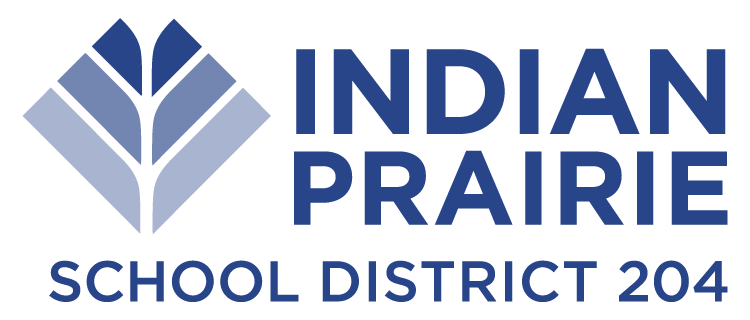 INDIAN
PRAIRIE
SCHOOL DISTRICT 204